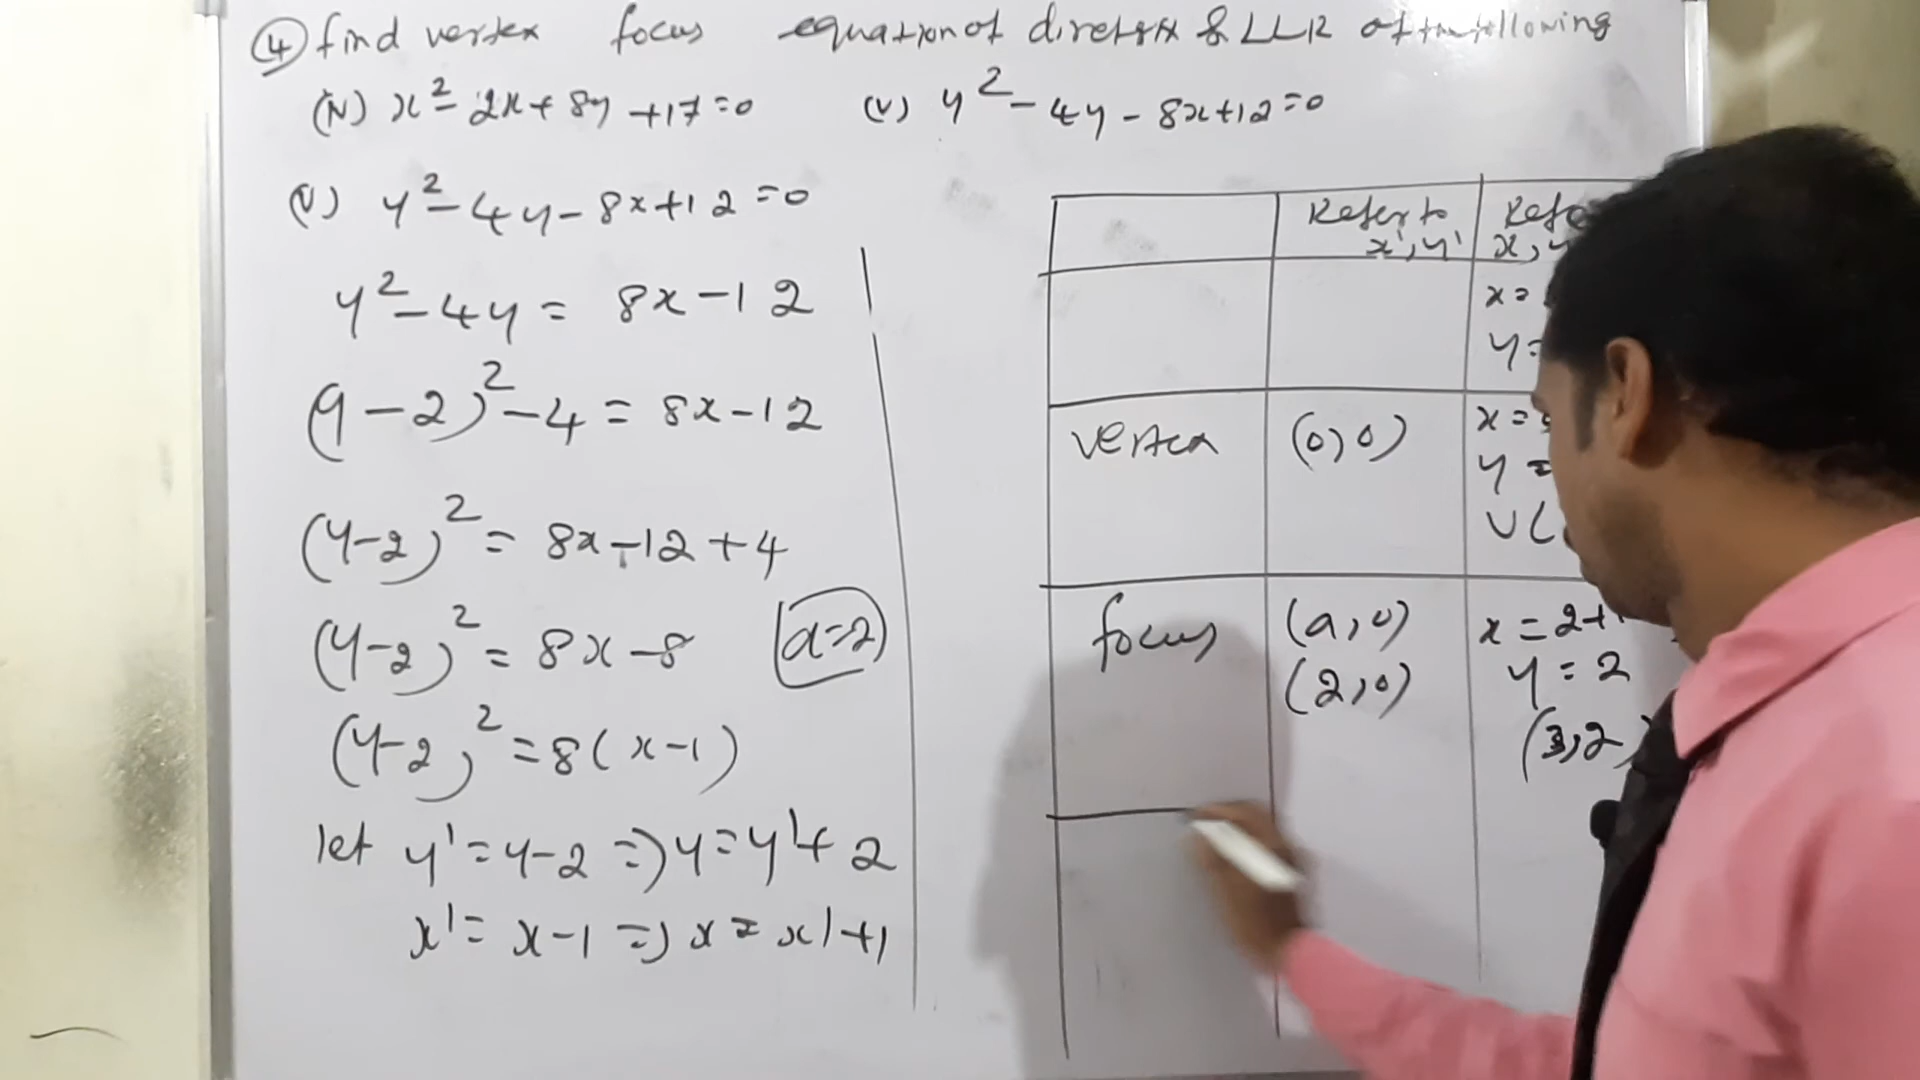 ④ find vertex focus equation of diretrix & LLR of the following
(iv) x² - 2x + 8y + 17 = 0 (v) y² - 4y - 8x + 12 = 0
(v) y² - 4y - 8x + 12 = 0
y² - 4y = 8x - 12
(y - 2)² - 4 = 8x - 12
(y-2)² = 8x - 12 + 4
(y-2)² = 8x - 8 a=2
(y-2)² = 8(x-1)
let y' = y-2 ⇒ y = y' + 2
x' = x-1 ⇒ x = x' + 1
Refer to
x', y'
x, y
x =
y =
vertex (0,0) x =
y =
V(
focus (a,0) x = 2+1
(2,0) y = 2
(3,2)